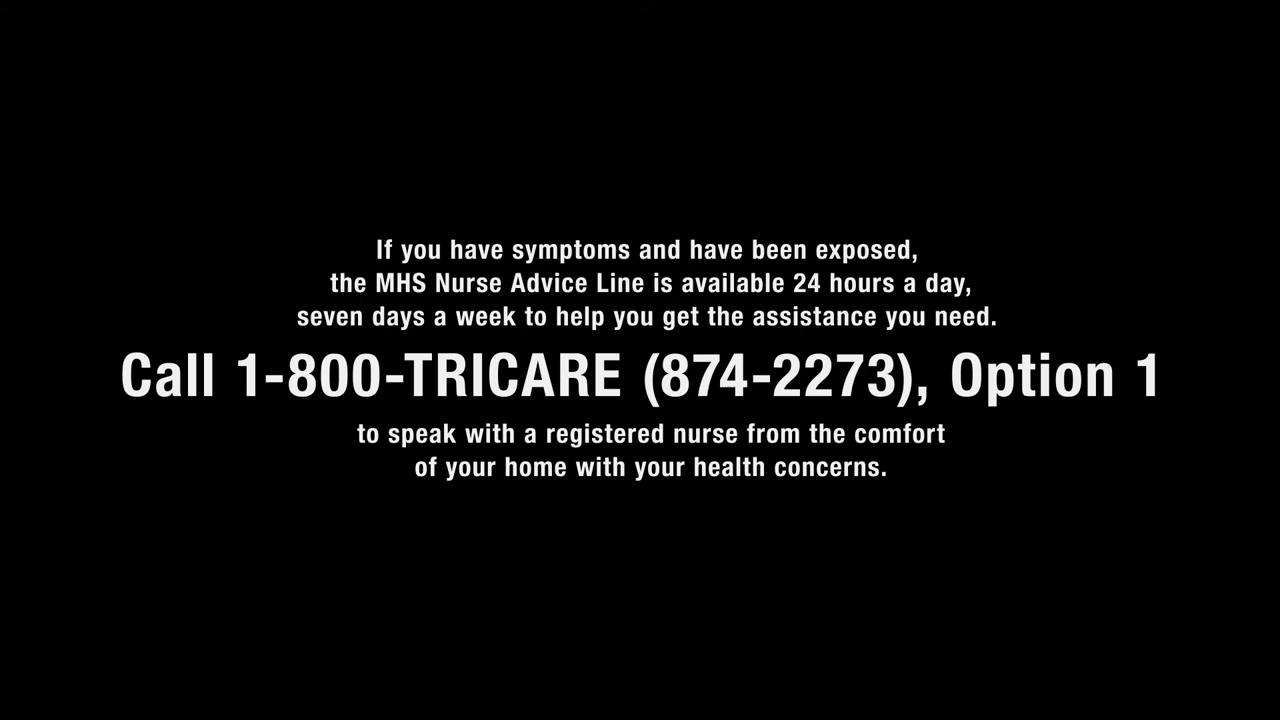 If you have symptoms and have been exposed,
the MHS Nurse Advice Line is available 24 hours a day,
seven days a week to help you get the assistance you need.
Call 1-800-TRICARE (874-2273), Option 1
to speak with a registered nurse from the comfort
of your home with your health concerns.